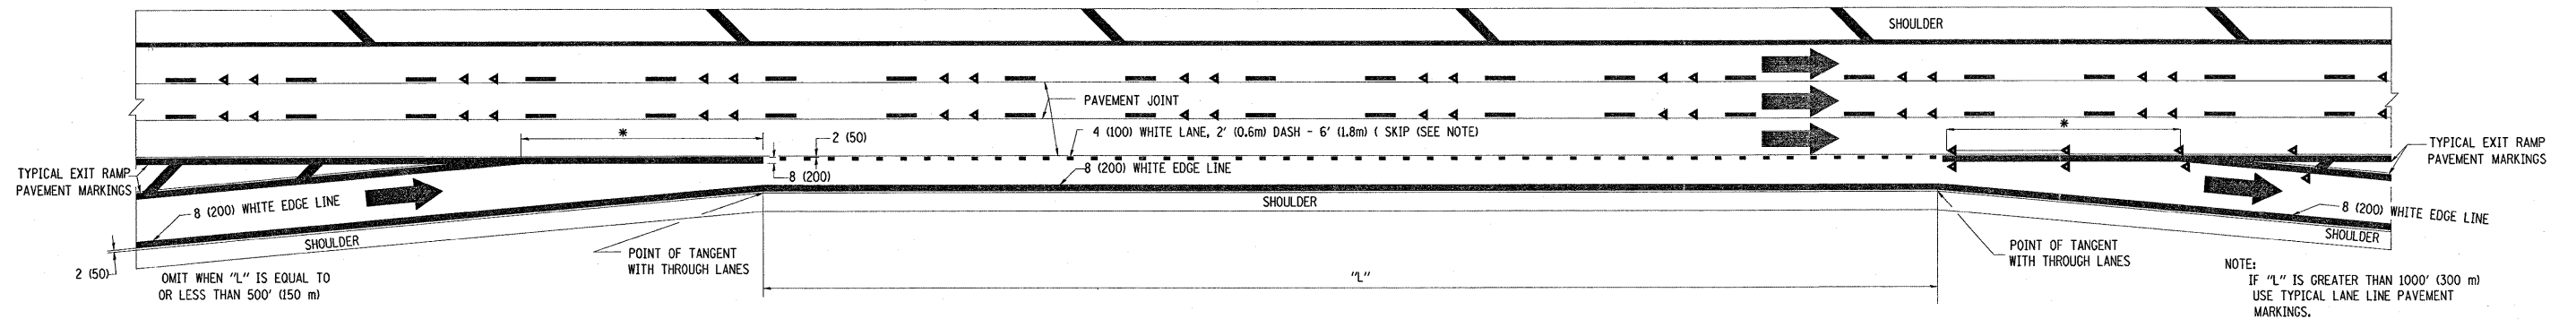 SHOULDER
PAVEMENT JOINT
*
4 (100) WHITE LANE, 2' (0.6m) DASH - 6' (1.8m) ( SKIP (SEE NOTE)
2 (50)
8 (200)
8 (200) WHITE EDGE LINE
SHOULDER
TYPICAL EXIT RAMP
PAVEMENT MARKINGS
8 (200) WHITE EDGE LINE
SHOULDER
2 (50)
OMIT WHEN "L" IS EQUAL TO
OR LESS THAN 500' (150 m)
POINT OF TANGENT
WITH THROUGH LANES
"L"
*
TYPICAL EXIT RAMP
PAVEMENT MARKINGS
8 (200) WHITE EDGE LINE
SHOULDER
POINT OF TANGENT
WITH THROUGH LANES
NOTE:
IF "L" IS GREATER THAN 1000' (300 m)
USE TYPICAL LANE LINE PAVEMENT
MARKINGS.